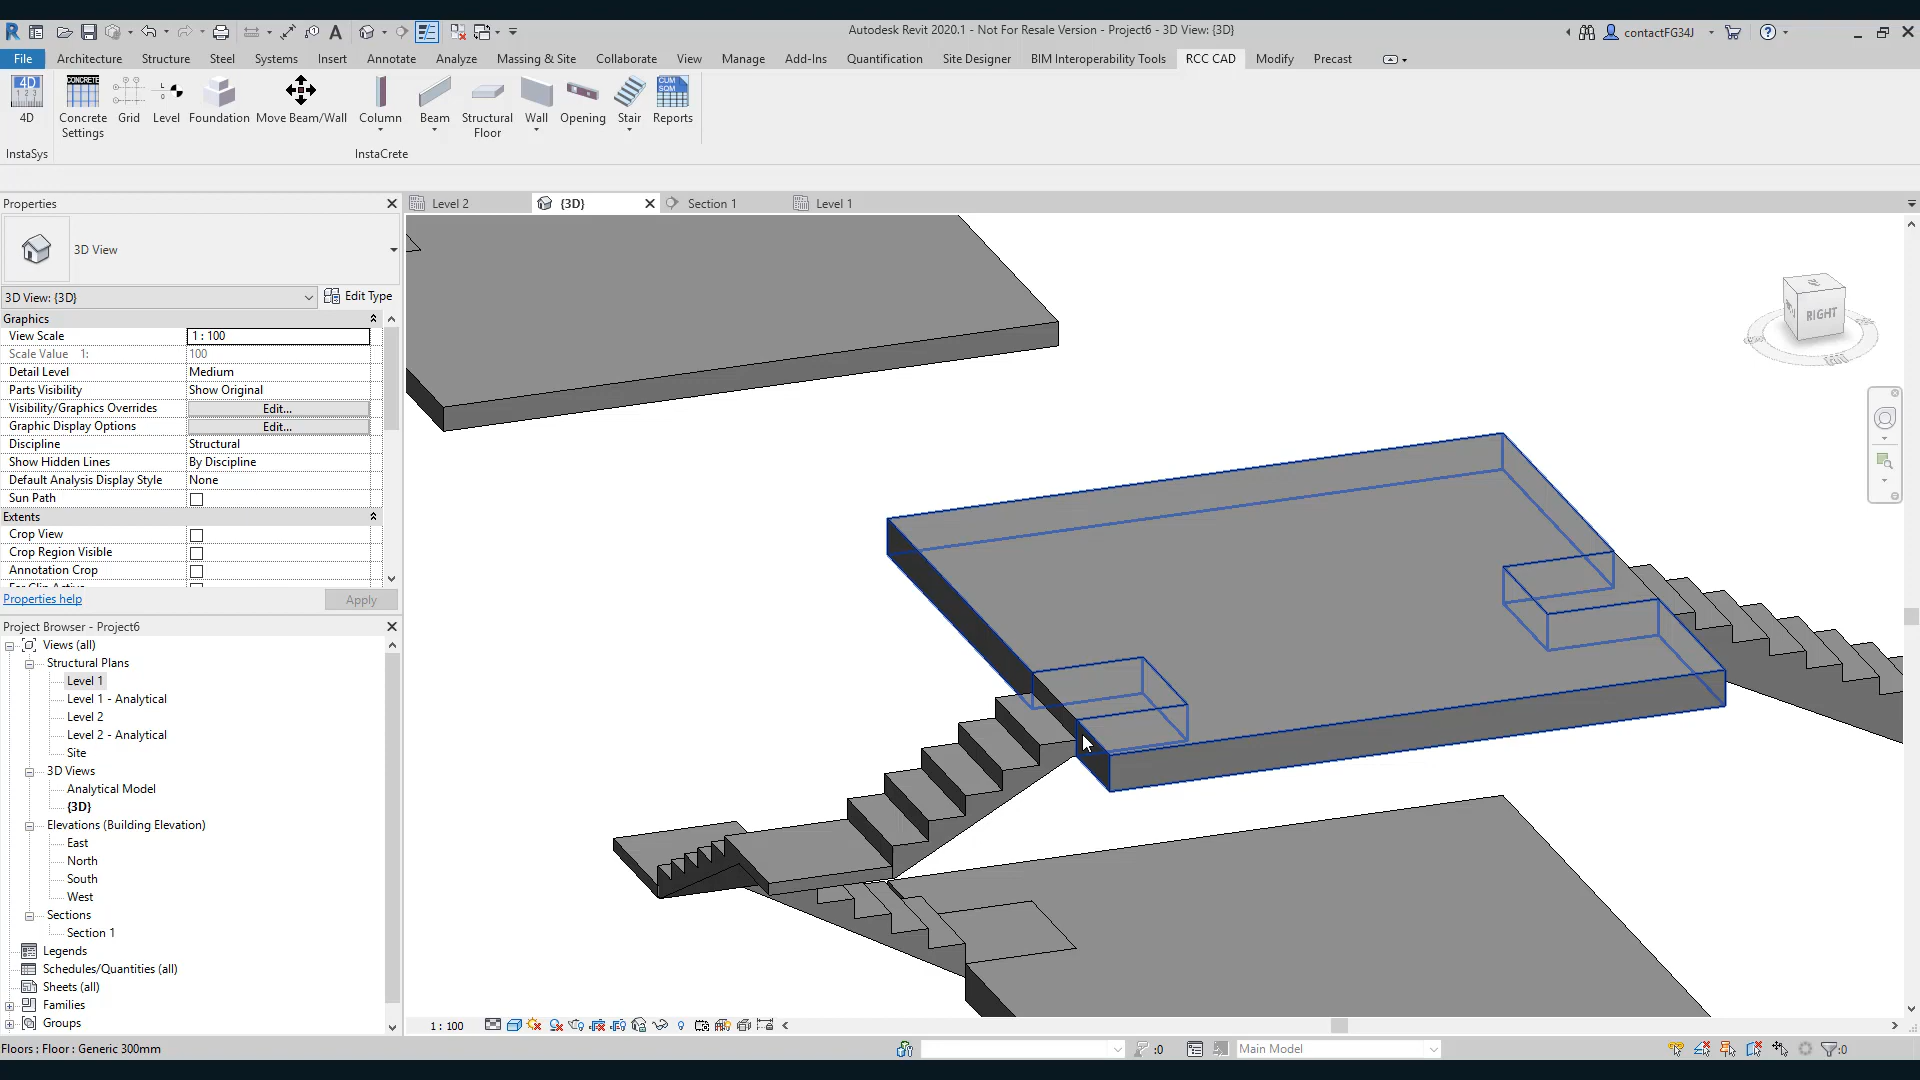 Autodesk Revit 2020.1 - Not For Resale Version - Project6 - 3D View: {3D}
contactFG34J
File Architecture Structure Steel Systems Insert Annotate Analyze Massing & Site Collaborate View Manage Add-Ins Quantification Site Designer BIM Interoperability Tools RCC CAD Modify Precast
4D
1 2 3
CONCRETE
CUM
SQM
4D Concrete Settings Grid Level Foundation Move Beam/Wall Column Beam Structural Floor Wall Opening Stair Reports
InstaSys InstaCrete
Properties
Level 2 {3D} Section 1 Level 1
3D View
3D View: {3D} Edit Type
Graphics
View Scale 1 : 100
Scale Value 1: 100
Detail Level Medium
Parts Visibility Show Original
Visibility/Graphics Overrides Edit...
Graphic Display Options Edit...
Discipline Structural
Show Hidden Lines By Discipline
Default Analysis Display Style None
Sun Path
Extents
Crop View
Crop Region Visible
Annotation Crop
Properties help Apply
RIGHT
Project Browser - Project6
Views (all)
Structural Plans
Level 1
Level 1 - Analytical
Level 2
Level 2 - Analytical
Site
3D Views
Analytical Model
{3D}
Elevations (Building Elevation)
East
North
South
West
Sections
Section 1
Legends
Schedules/Quantities (all)
Sheets (all)
Families
Groups
1 : 100
Floors : Floor : Generic 300mm
:0
Main Model
:0